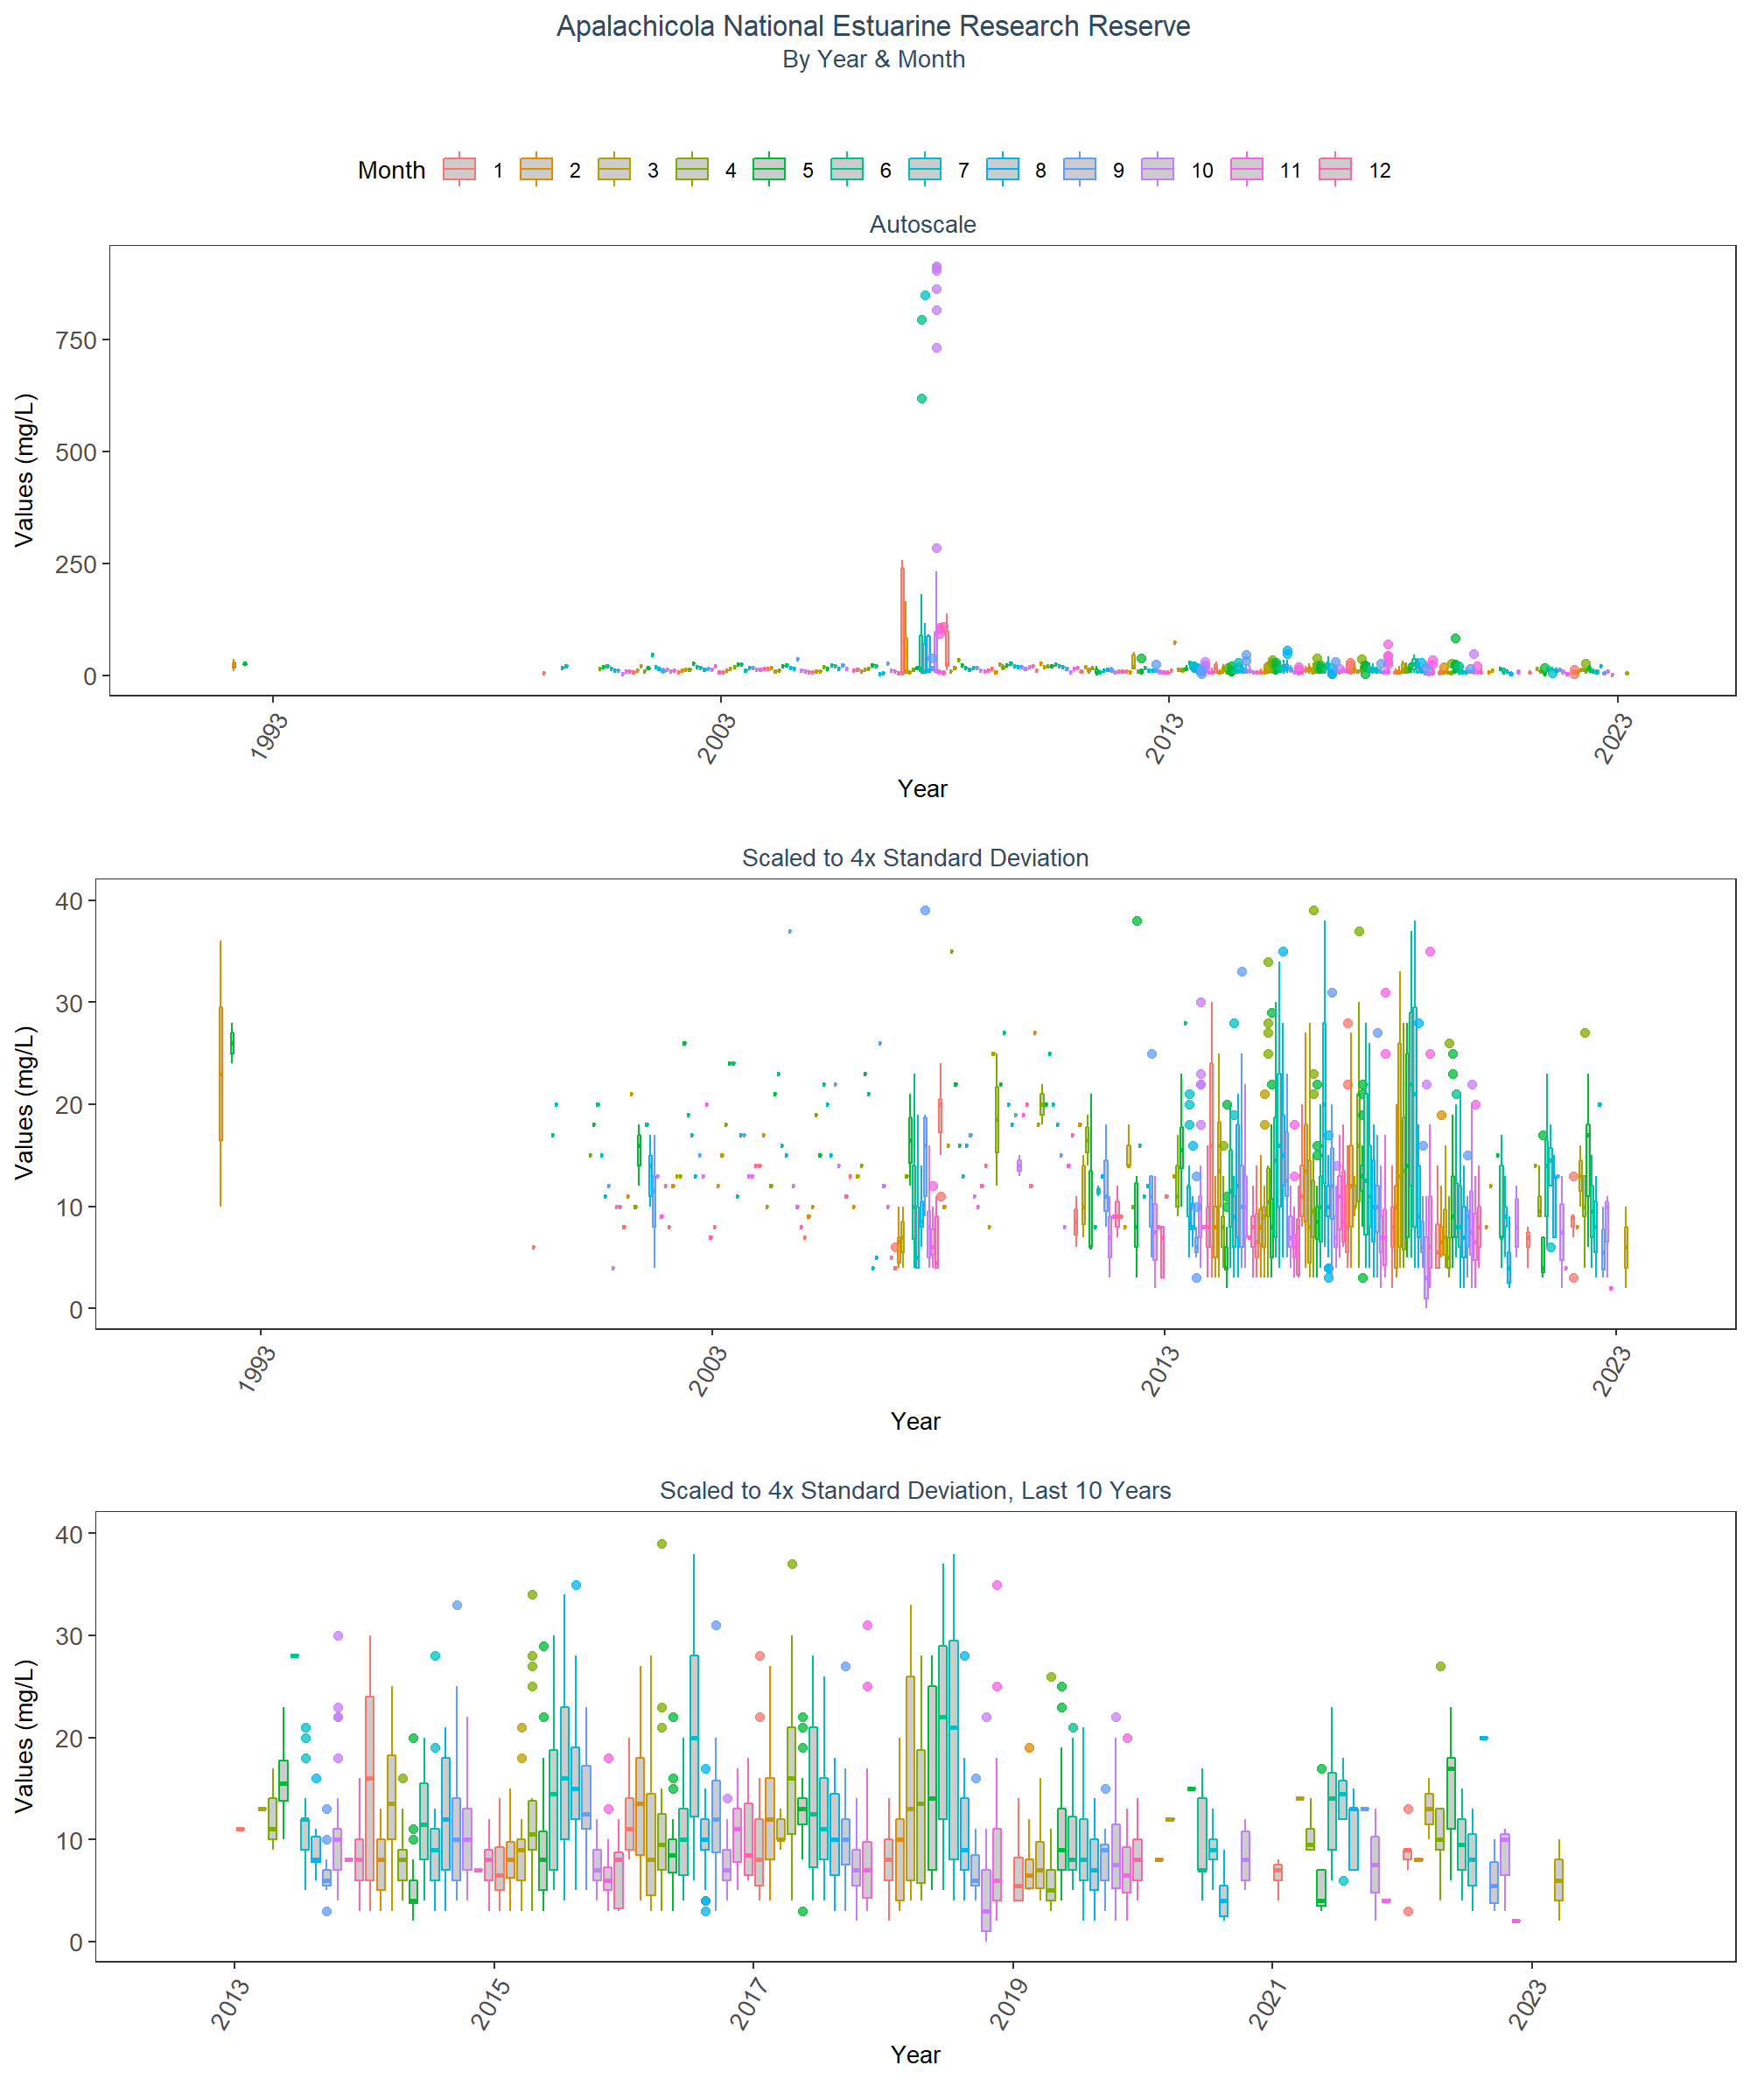 Apalachicola National Estuarine Research Reserve
By Year & Month
Month 1 2 3 4 5 6 7 8 9 10 11 12
Autoscale
Values (mg/L)
750
500
250
0
1993 2003 2013 2023
Year
Scaled to 4x Standard Deviation
Values (mg/L)
40
30
20
10
0
1993 2003 2013 2023
Year
Scaled to 4x Standard Deviation, Last 10 Years
Values (mg/L)
40
30
20
10
0
2013 2015 2017 2019 2021 2023
Year